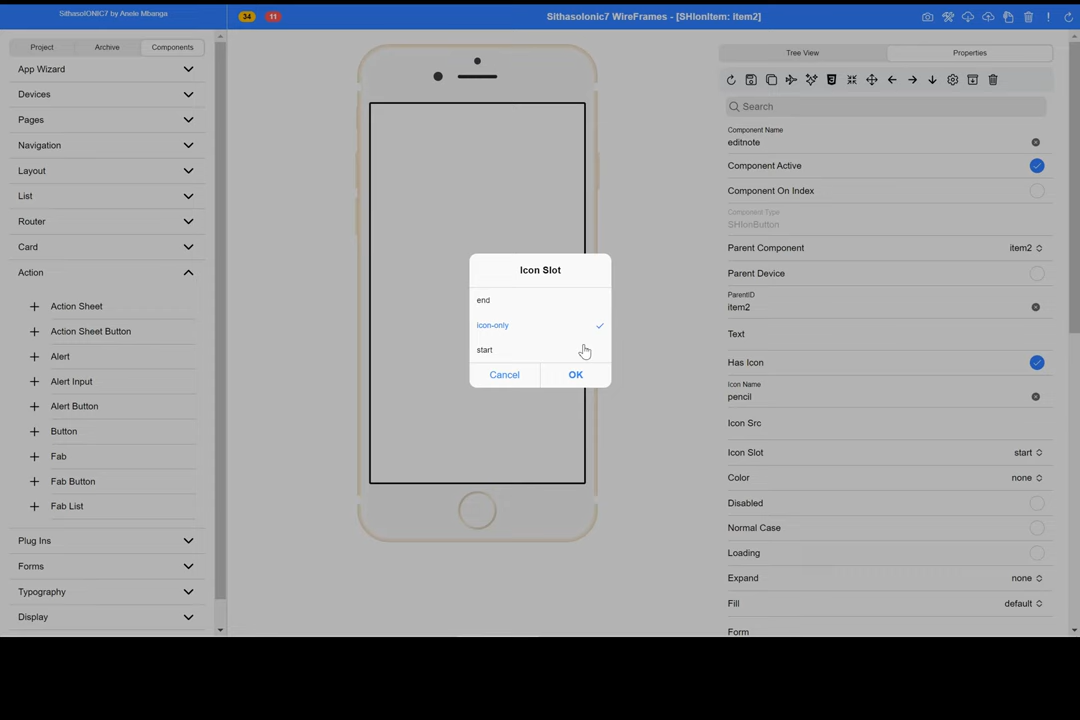 SithasoIONIC7 by Anele Mbanga
34
11
SithasoIonic7 WireFrames - [SHIonItem: item2]
Project
Archive
Components
App Wizard
Devices
Pages
Navigation
Layout
List
Router
Card
Action
Action Sheet
Action Sheet Button
Alert
Alert Input
Alert Button
Button
Fab
Fab Button
Fab List
Plug Ins
Forms
Typography
Display
Icon Slot
end
icon-only
start
Cancel
OK
Tree View
Properties
Search
Component Name
editnote
Component Active
Component On Index
Component Type
SHIonButton
Parent Component
item2
Parent Device
ParentID
item2
Text
Has Icon
Icon Name
pencil
Icon Src
Icon Slot
start
Color
none
Disabled
Normal Case
Loading
Expand
none
Fill
default
Form